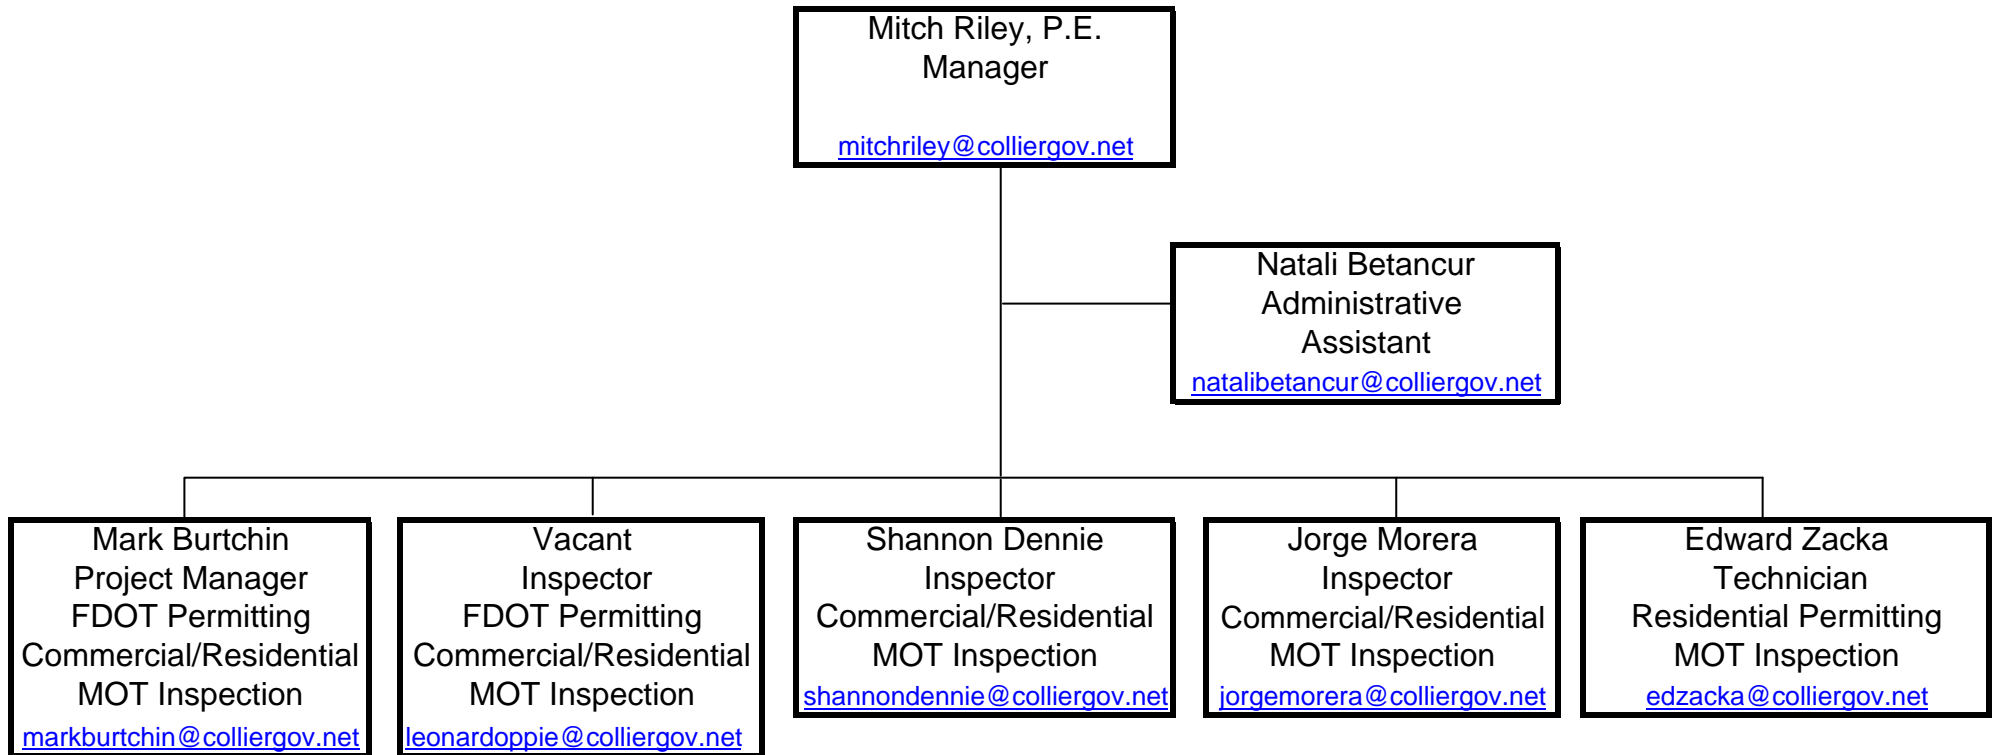 Mitch Riley, P.E.
Manager
mitchriley@colliergov.net
Natali Betancur
Administrative
Assistant
natalibetancur@colliergov.net
Mark Burtchin
Project Manager
FDOT Permitting
Commercial/Residential
MOT Inspection
markburtchin@colliergov.net
Vacant
Inspector
FDOT Permitting
Commercial/Residential
MOT Inspection
leonardoppie@colliergov.net
Shannon Dennie
Inspector
Commercial/Residential
MOT Inspection
shannondennie@colliergov.net
Jorge Morera
Inspector
Commercial/Residential
MOT Inspection
jorgemorera@colliergov.net
Edward Zacka
Technician
Residential Permitting
MOT Inspection
edzacka@colliergov.net